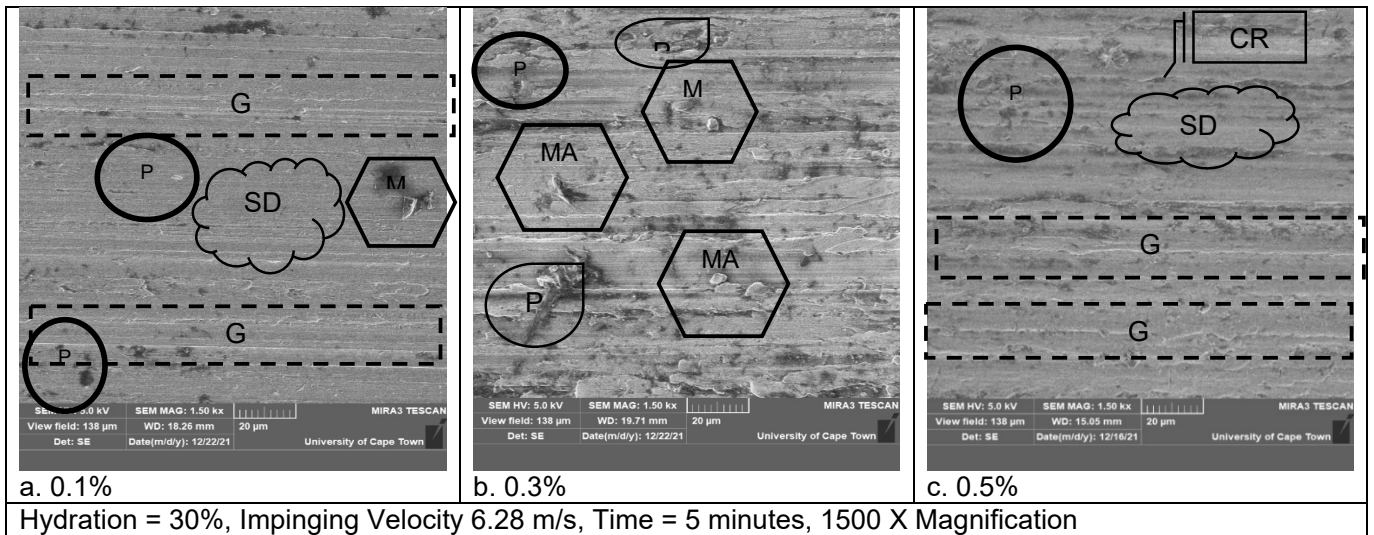 G
P
SD
M
G
P
SEM HV: 5.0 kV SEM MAG: 1.50 kx MIRA3 TESCAN
View field: 138 µm WD: 18.26 mm 20 µm
Det: SE Date(m/d/y): 12/22/21 University of Cape Town
a. 0.1%
P
M
MA
MA
P
SEM HV: 5.0 kV SEM MAG: 1.50 kx MIRA3 TESCAN
View field: 138 µm WD: 19.71 mm 20 µm
Det: SE Date(m/d/y): 12/22/21 University of Cape Town
b. 0.3%
CR
P
SD
G
G
SEM HV: 5.0 kV SEM MAG: 1.50 kx MIRA3 TESCAN
View field: 138 µm WD: 15.05 mm 20 µm
Det: SE Date(m/d/y): 12/16/21 University of Cape Town
c. 0.5%
Hydration = 30%, Impinging Velocity 6.28 m/s, Time = 5 minutes, 1500 X Magnification